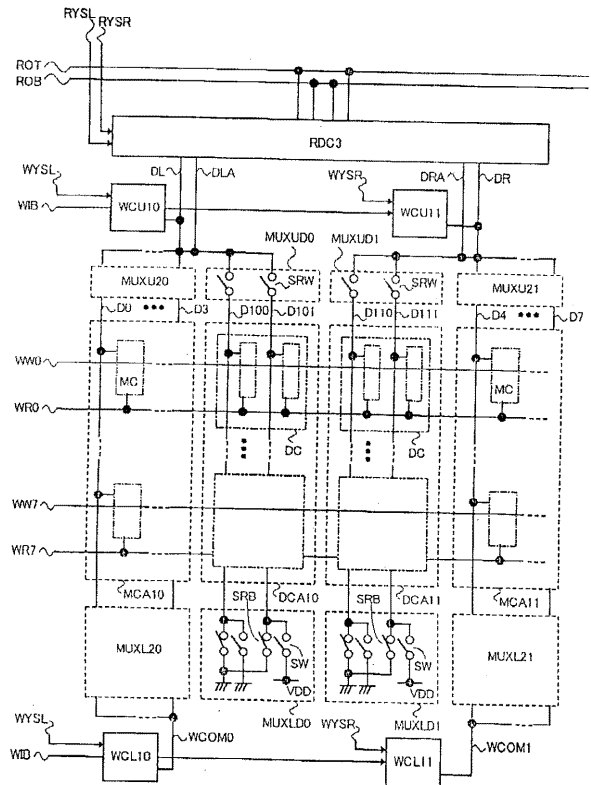 RYSL
RYSR
ROT
ROB
RDC3
WYSL
DL
DLA
WYSR
DRA
DR
WIB
WCU10
WCU11
MUXUD0
MUXUD1
MUXU20
SRW
SRW
MUXU21
D0
•••
D3
D100
D101
D110
D111
D4
•••
D7
WW0
MC
MC
WR0
DC
DC
•••
•••
WW7
WR7
MCA10
DCA10
DCA11
MCA11
SRB
SRB
MUXL20
SW
SW
MUXL21
VDD
VDD
MUXLD0
MUXLD1
WYSL
WCOM0
WYSR
WCOM1
WIB
WCL10
WCL11